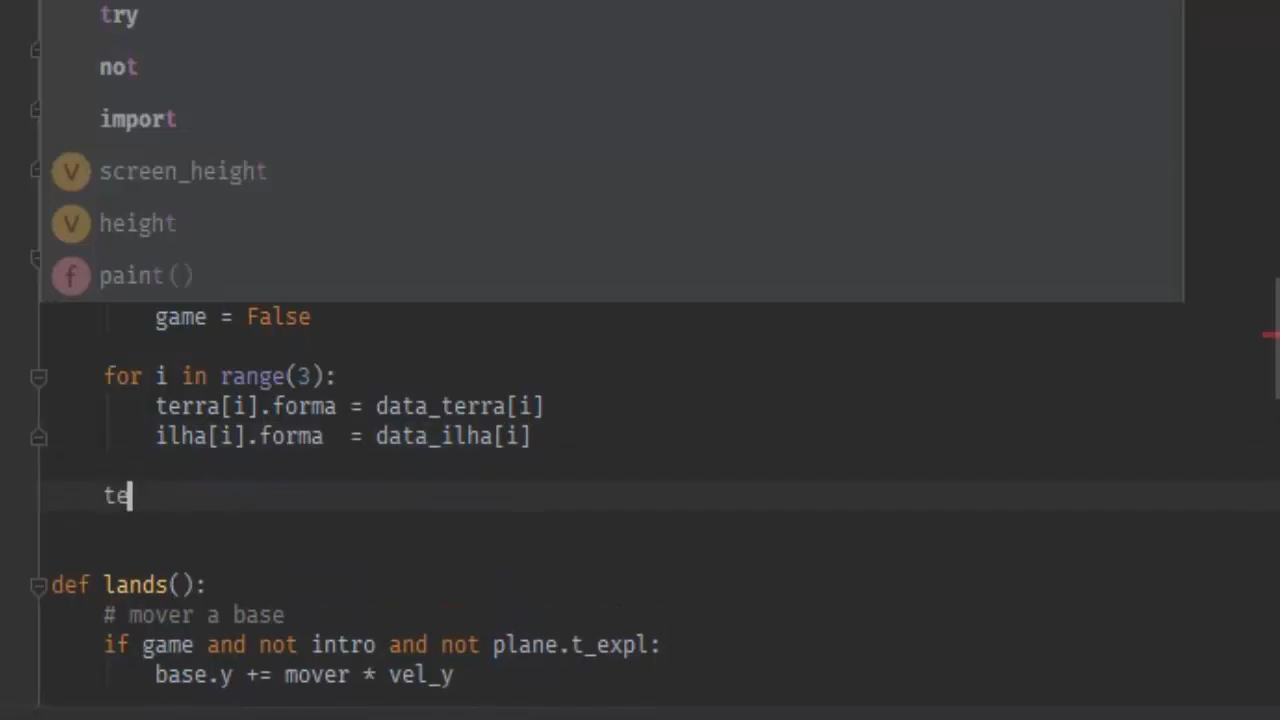 try
not
import
V screen_height
V height
f paint()
game = False
for i in range(3):
terra[i].forma = data_terra[i]
ilha[i].forma  = data_ilha[i]
te
def lands():
# mover a base
if game and not intro and not plane.t_expl:
base.y += mover * vel_y